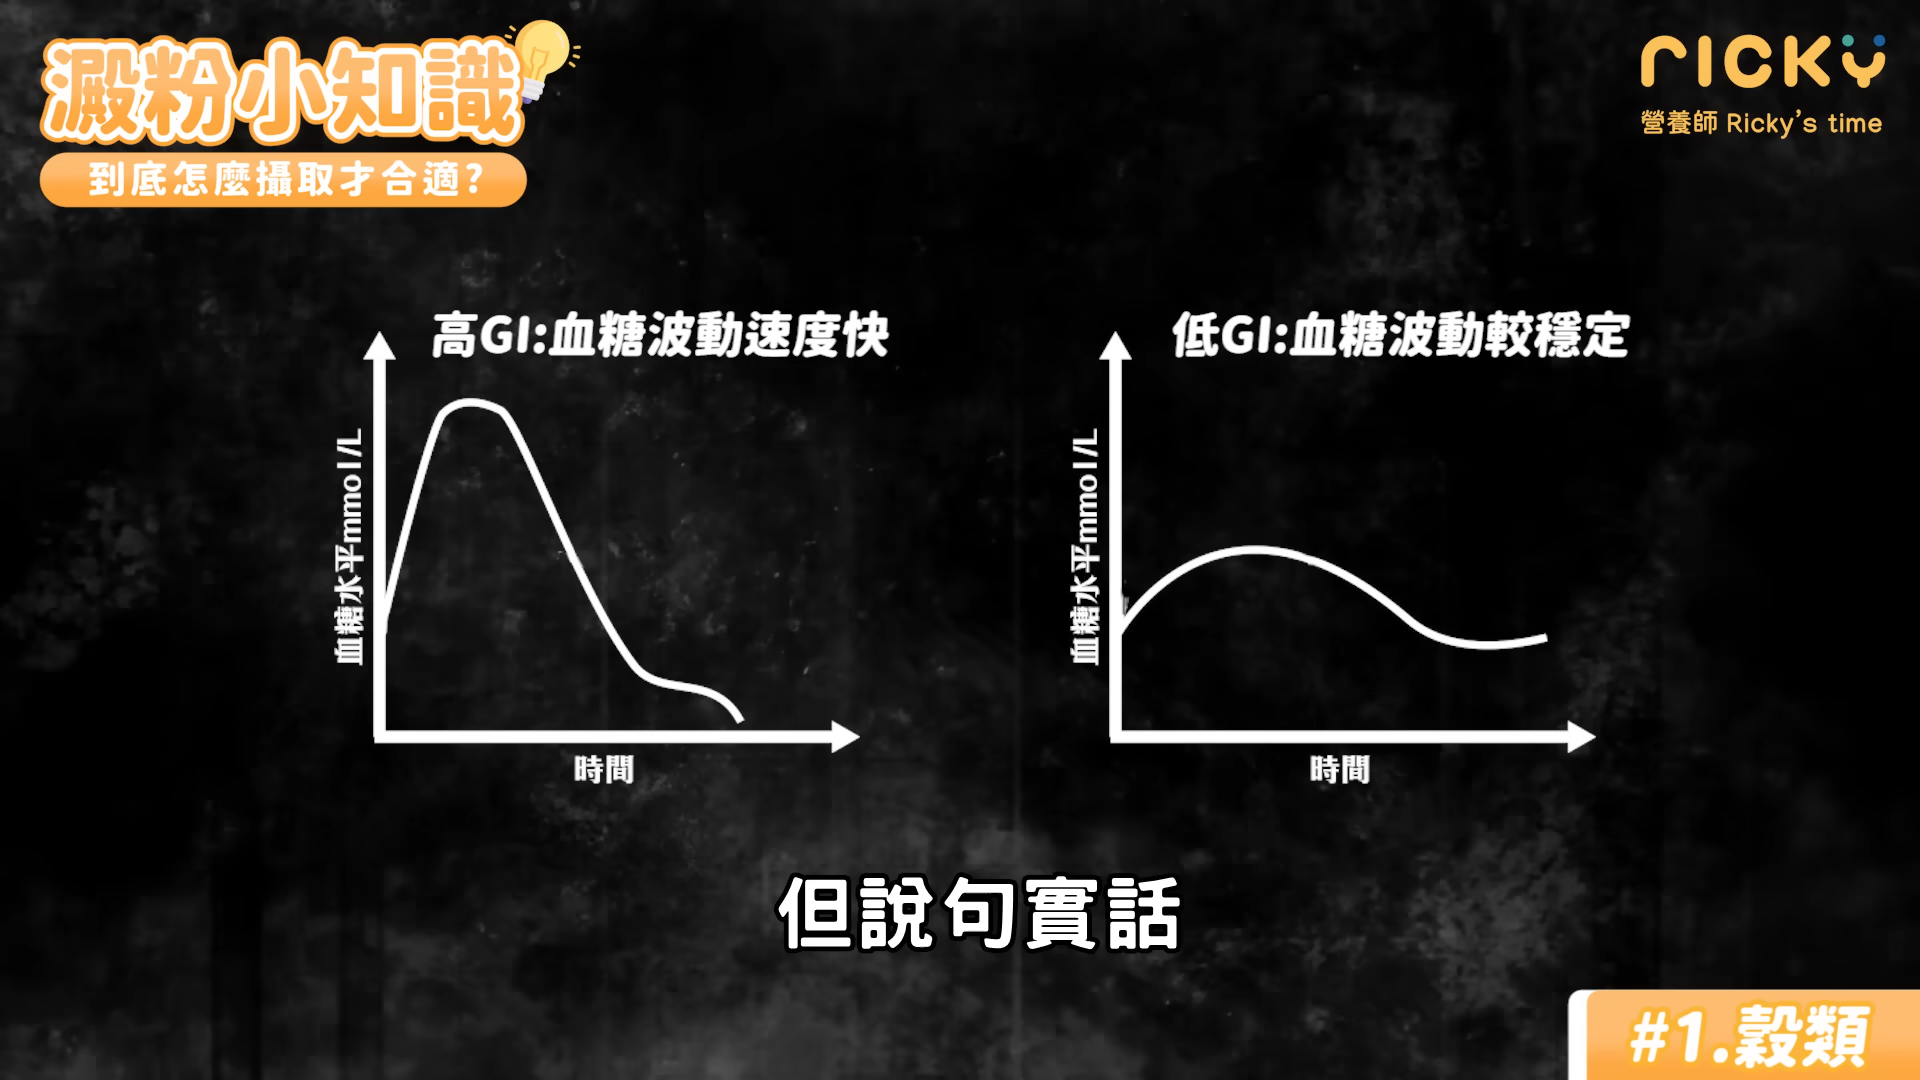 澱粉小知識
到底怎麼攝取才合適?
RICKY
營養師 Ricky's time
高GI:血糖波動速度快
血糖水平mmol/L
時間
低GI:血糖波動較穩定
血糖水平mmol/L
時間
但說句實話
#1.穀類